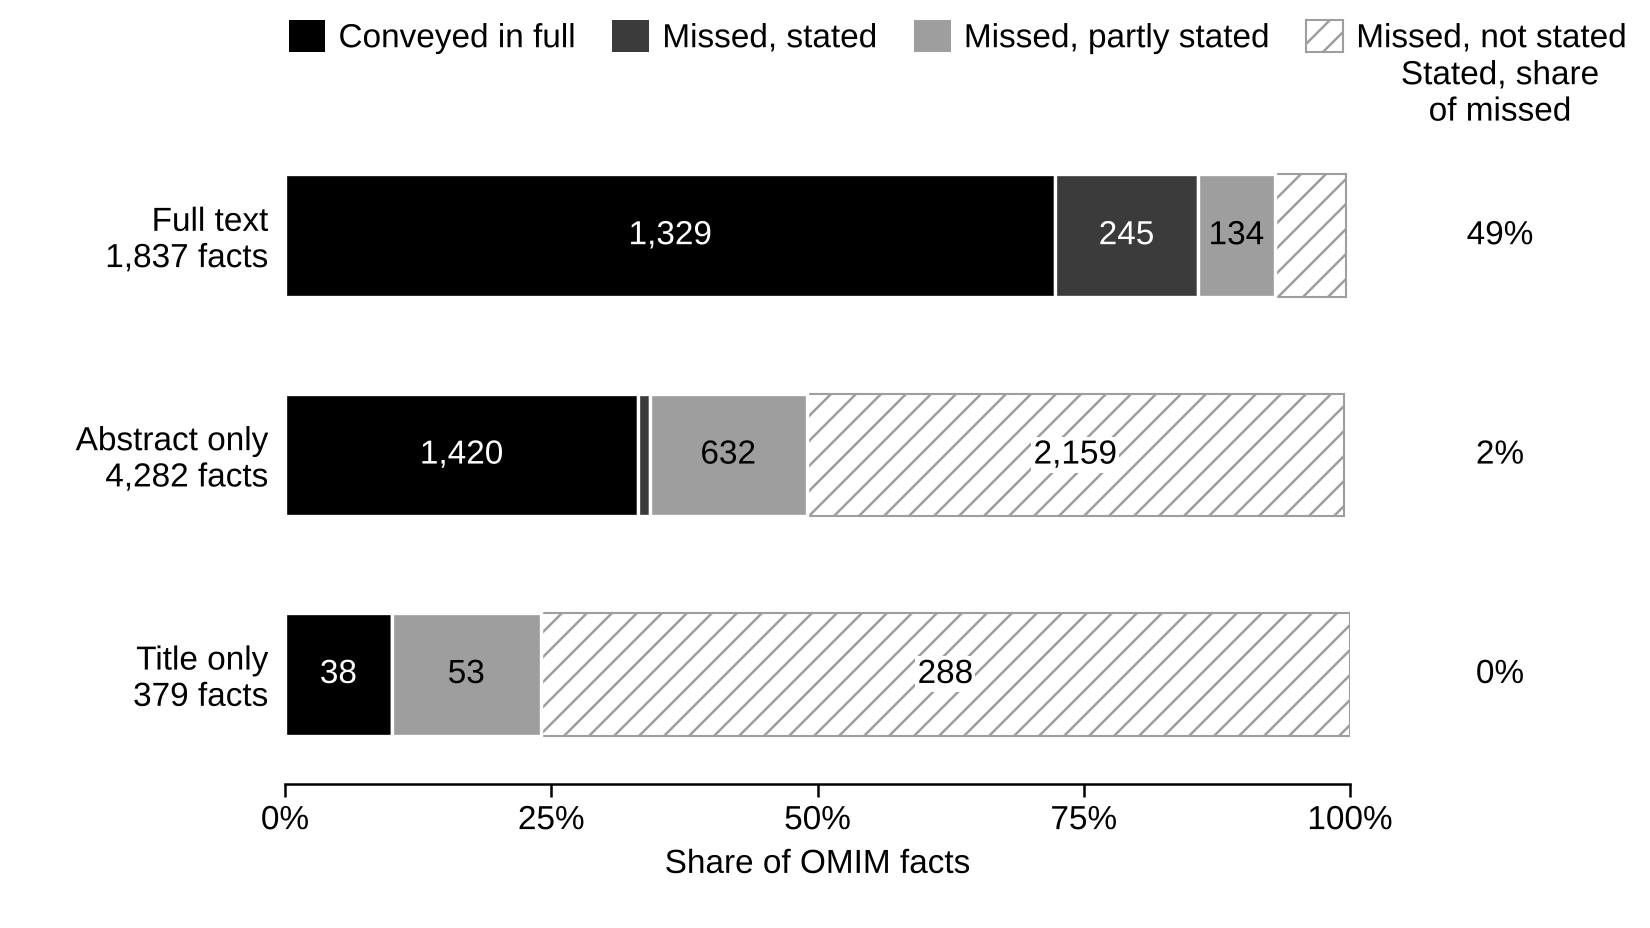 Conveyed in full Missed, stated Missed, partly stated Missed, not stated
Stated, share
of missed
Full text
1,837 facts
1,329 245 134 49%
Abstract only
4,282 facts
1,420 632 2,159 2%
Title only
379 facts
38 53 288 0%
0% 25% 50% 75% 100%
Share of OMIM facts